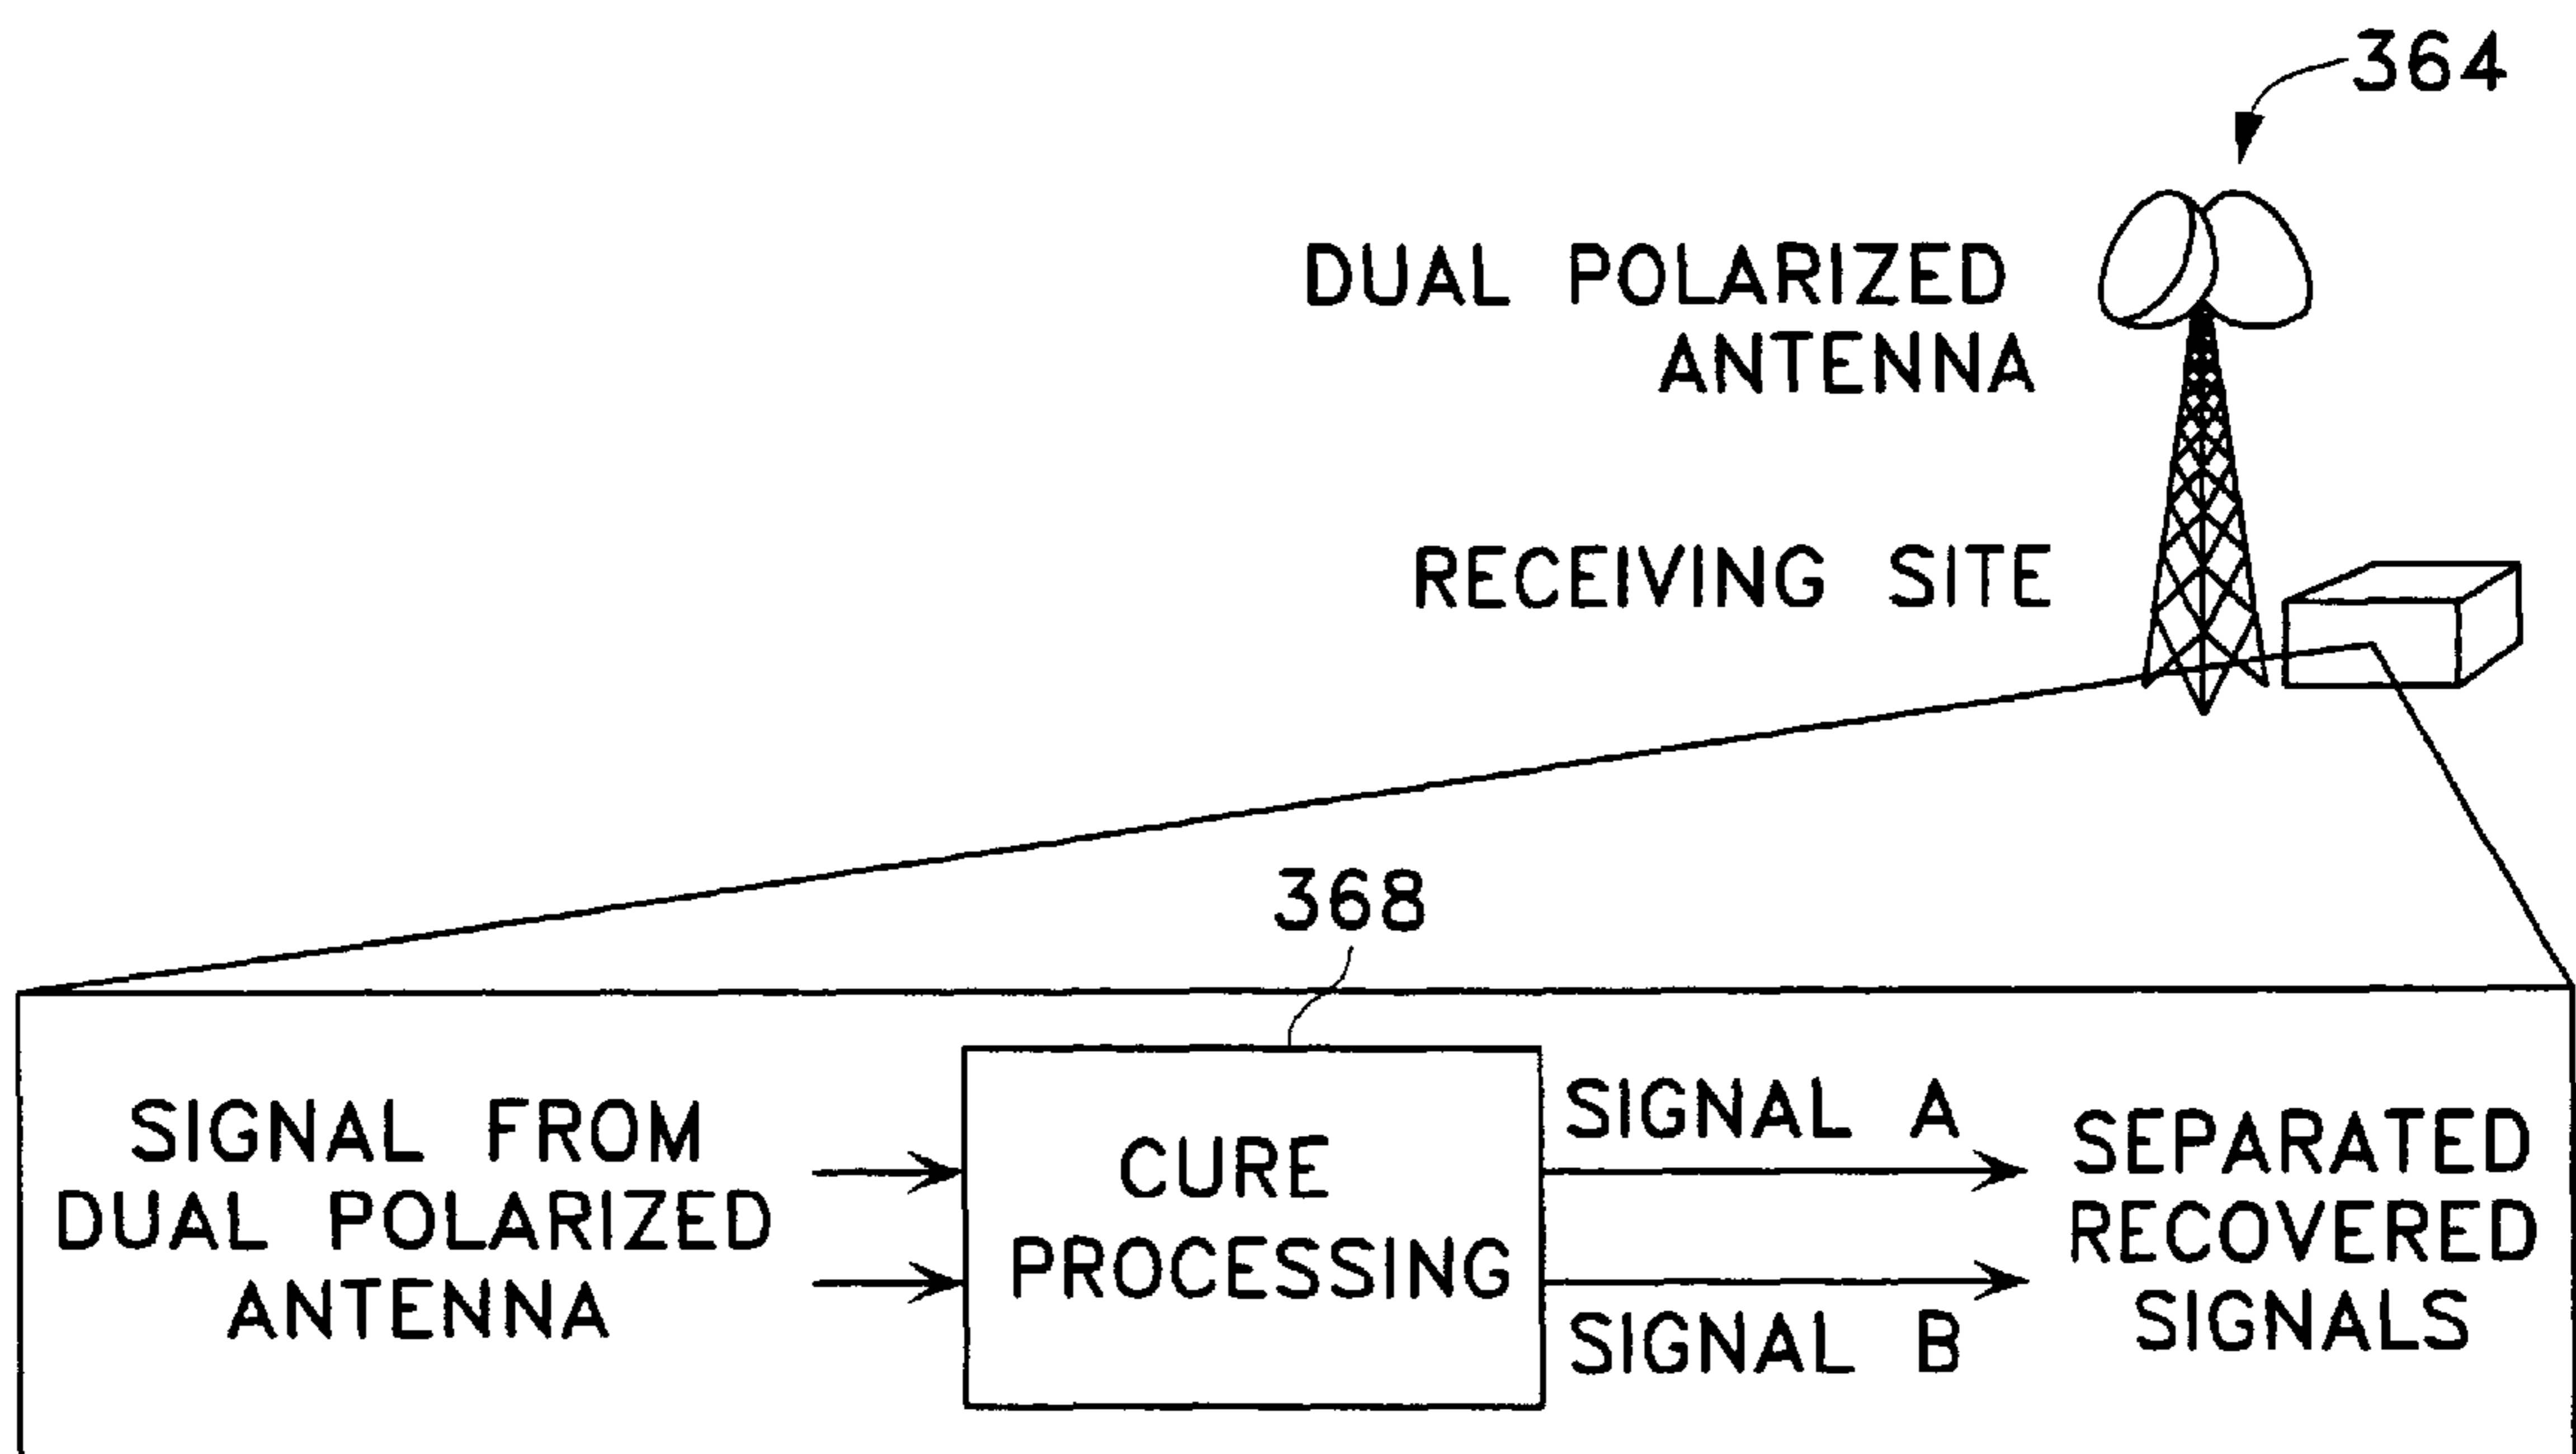 364
DUAL POLARIZED
ANTENNA
RECEIVING SITE
368
SIGNAL FROM
DUAL POLARIZED
ANTENNA
CURE
PROCESSING
SIGNAL A
SIGNAL B
SEPARATED
RECOVERED
SIGNALS